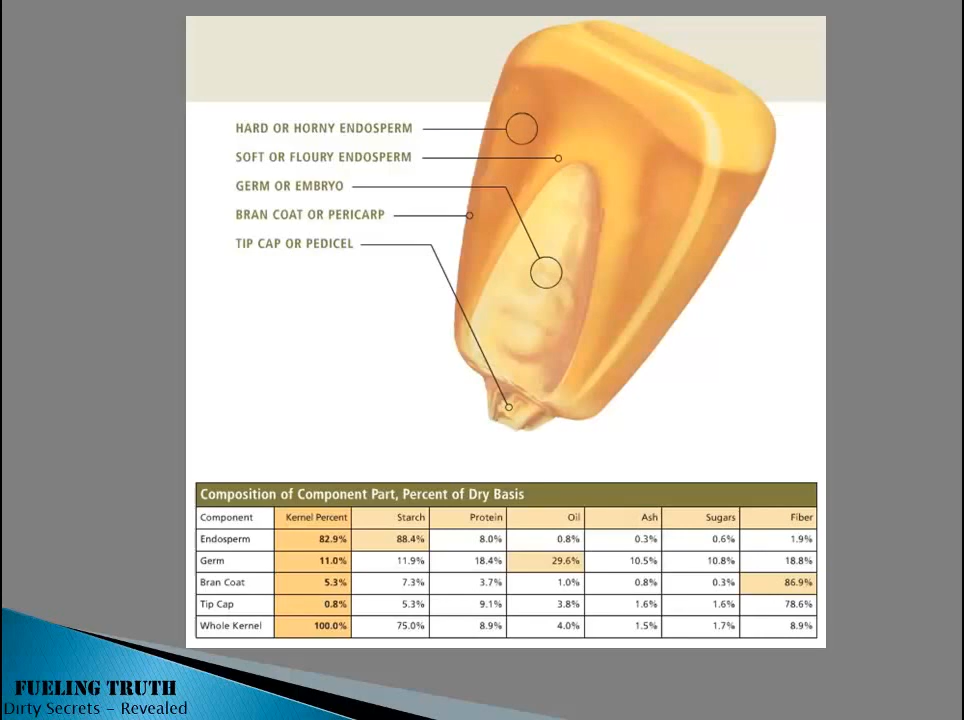 HARD OR HORNY ENDOSPERM
SOFT OR FLOURY ENDOSPERM
GERM OR EMBRYO
BRAN COAT OR PERICARP
TIP CAP OR PEDICEL
Composition of Component Part, Percent of Dry Basis
Component Kernel Percent Starch Protein Oil Ash Sugars Fiber
Endosperm 82.9% 88.4% 8.0% 0.8% 0.3% 0.6% 1.9%
Germ 11.0% 11.9% 18.4% 29.6% 10.5% 10.8% 18.8%
Bran Coat 5.3% 7.3% 3.7% 1.0% 0.8% 0.3% 86.9%
Tip Cap 0.8% 5.3% 9.1% 3.8% 1.6% 1.6% 78.6%
Whole Kernel 100.0% 75.0% 8.9% 4.0% 1.5% 1.7% 8.9%
FUELING TRUTH
Dirty Secrets – Revealed